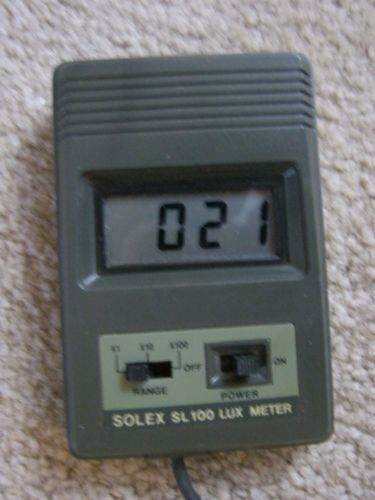 021
X1 X10 X100
OFF ON
RANGE POWER
SOLEX SL100 LUX METER